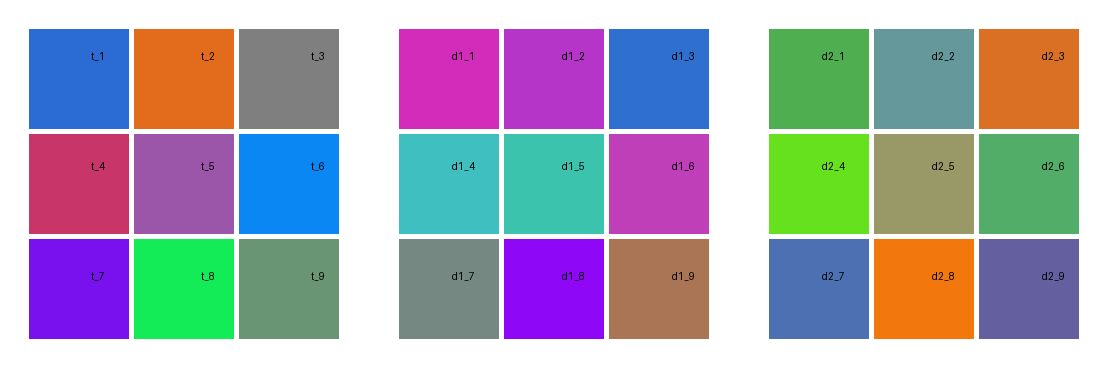 t_1 t_2 t_3 d1_1 d1_2 d1_3 d2_1 d2_2 d2_3
t_4 t_5 t_6 d1_4 d1_5 d1_6 d2_4 d2_5 d2_6
t_7 t_8 t_9 d1_7 d1_8 d1_9 d2_7 d2_8 d2_9